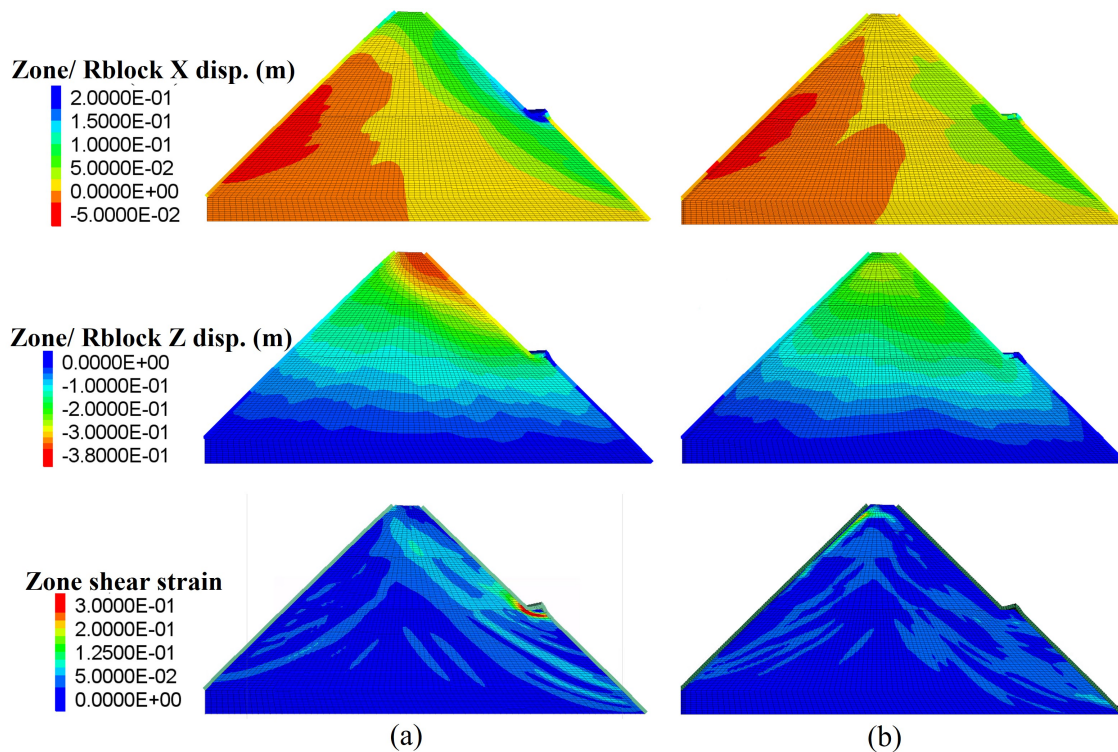 Zone/ Rblock X disp. (m)
2.0000E-01
1.5000E-01
1.0000E-01
5.0000E-02
0.0000E+00
-5.0000E-02
Zone/ Rblock Z disp. (m)
0.0000E+00
-1.0000E-01
-2.0000E-01
-3.0000E-01
-3.8000E-01
Zone shear strain
3.0000E-01
2.0000E-01
1.2500E-01
5.0000E-02
0.0000E+00
(a)
(b)